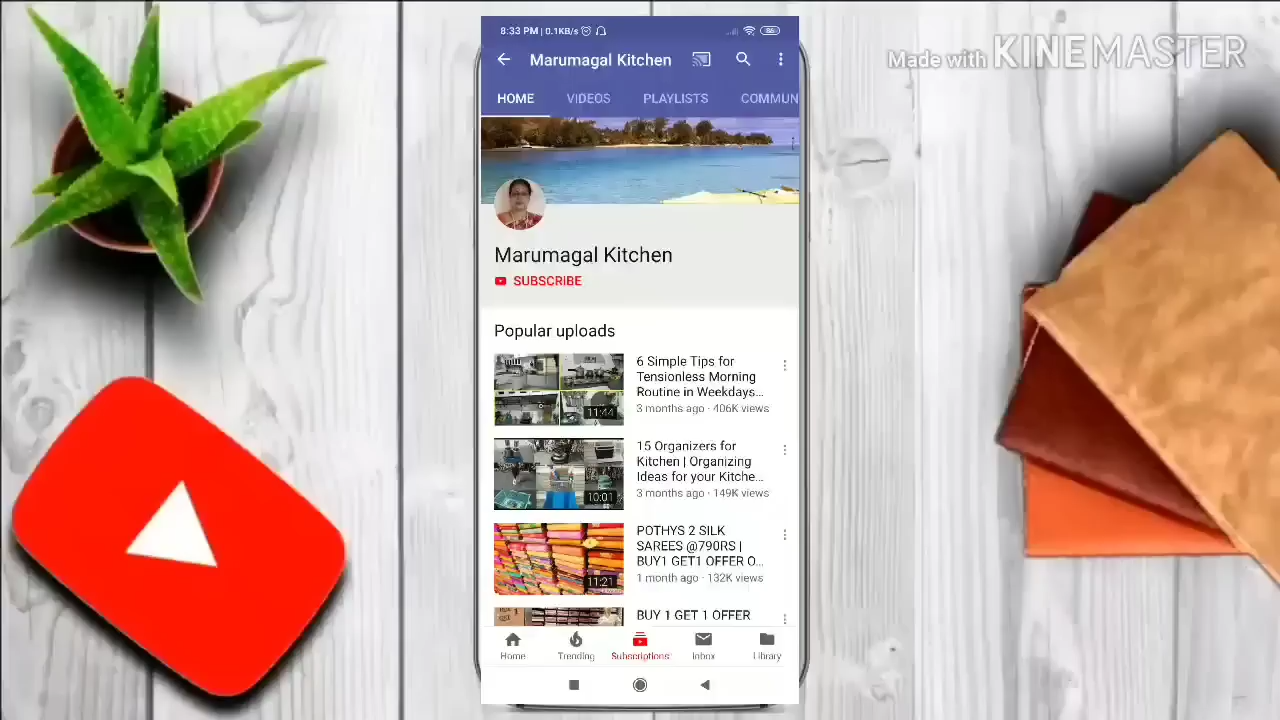 8:33 PM | 0.1KB/s
86
Made with KINEMASTER
Marumagal Kitchen
HOME VIDEOS PLAYLISTS COMMUN
Marumagal Kitchen
SUBSCRIBE
Popular uploads
6 Simple Tips for
Tensionless Morning
Routine in Weekdays...
3 months ago · 406K views
11:44
15 Organizers for
Kitchen | Organizing
Ideas for your Kitche...
3 months ago · 149K views
10:01
POTHYS 2 SILK
SAREES @790RS |
BUY1 GET1 OFFER O...
1 month ago · 132K views
11:21
BUY 1 GET 1 OFFER
Home Trending Subscriptions Inbox Library